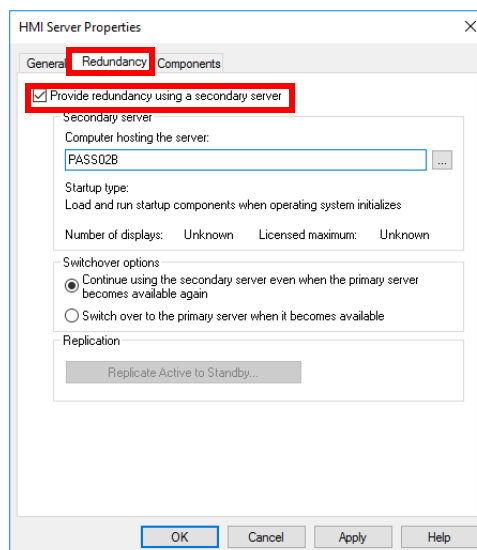 HMI Server Properties
General Redundancy Components
Provide redundancy using a secondary server
Secondary server
Computer hosting the server:
PASS02B
...
Startup type:
Load and run startup components when operating system initializes
Number of displays: Unknown Licensed maximum: Unknown
Switchover options
Continue using the secondary server even when the primary server
becomes available again
Switch over to the primary server when it becomes available
Replication
Replicate Active to Standby...
OK Cancel Apply Help